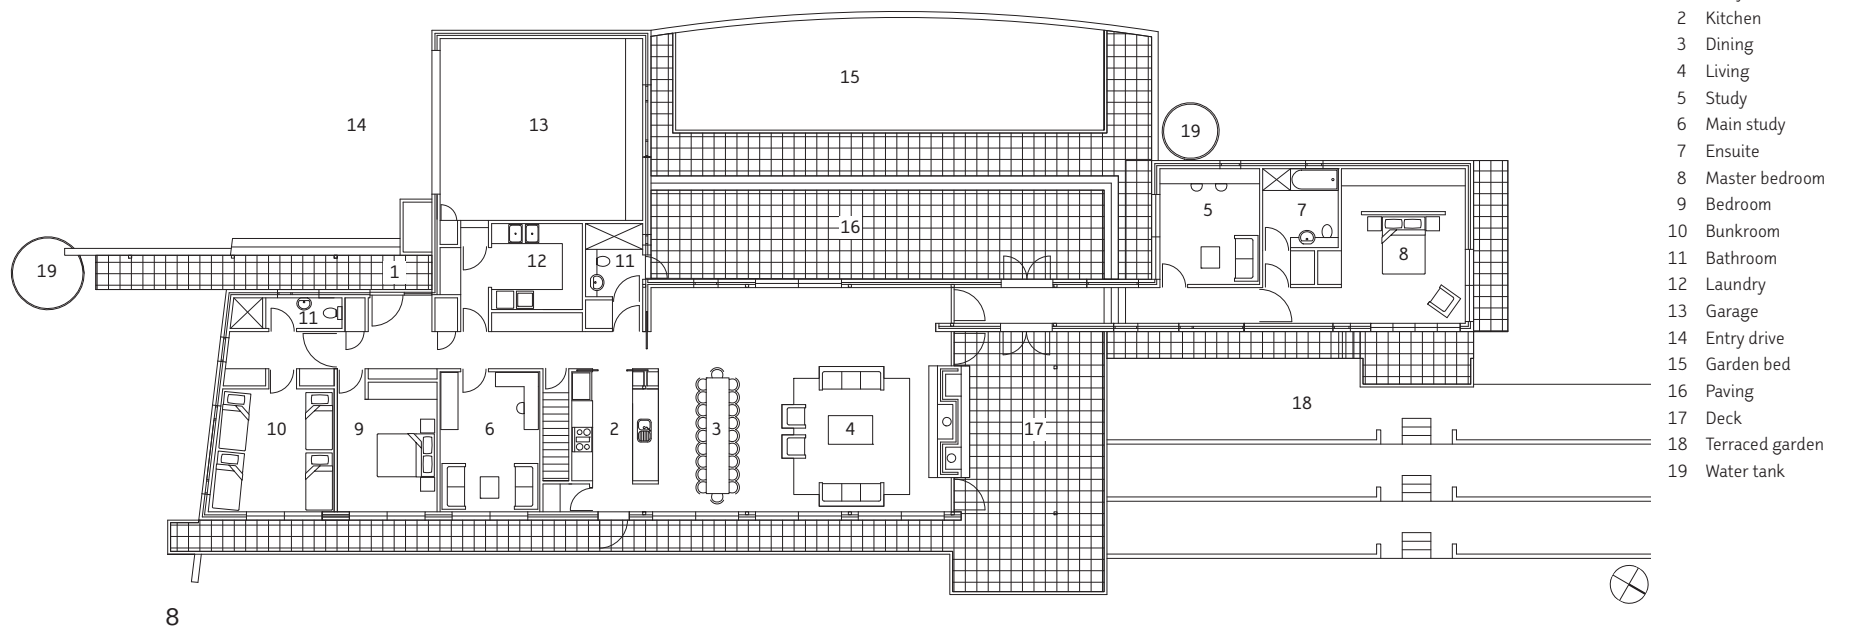 15
14
13
19
5
7
16
8
19
1
12
11
11
18
10
9
6
2
3
4
17
8
2 Kitchen
3 Dining
4 Living
5 Study
6 Main study
7 Ensuite
8 Master bedroom
9 Bedroom
10 Bunkroom
11 Bathroom
12 Laundry
13 Garage
14 Entry drive
15 Garden bed
16 Paving
17 Deck
18 Terraced garden
19 Water tank